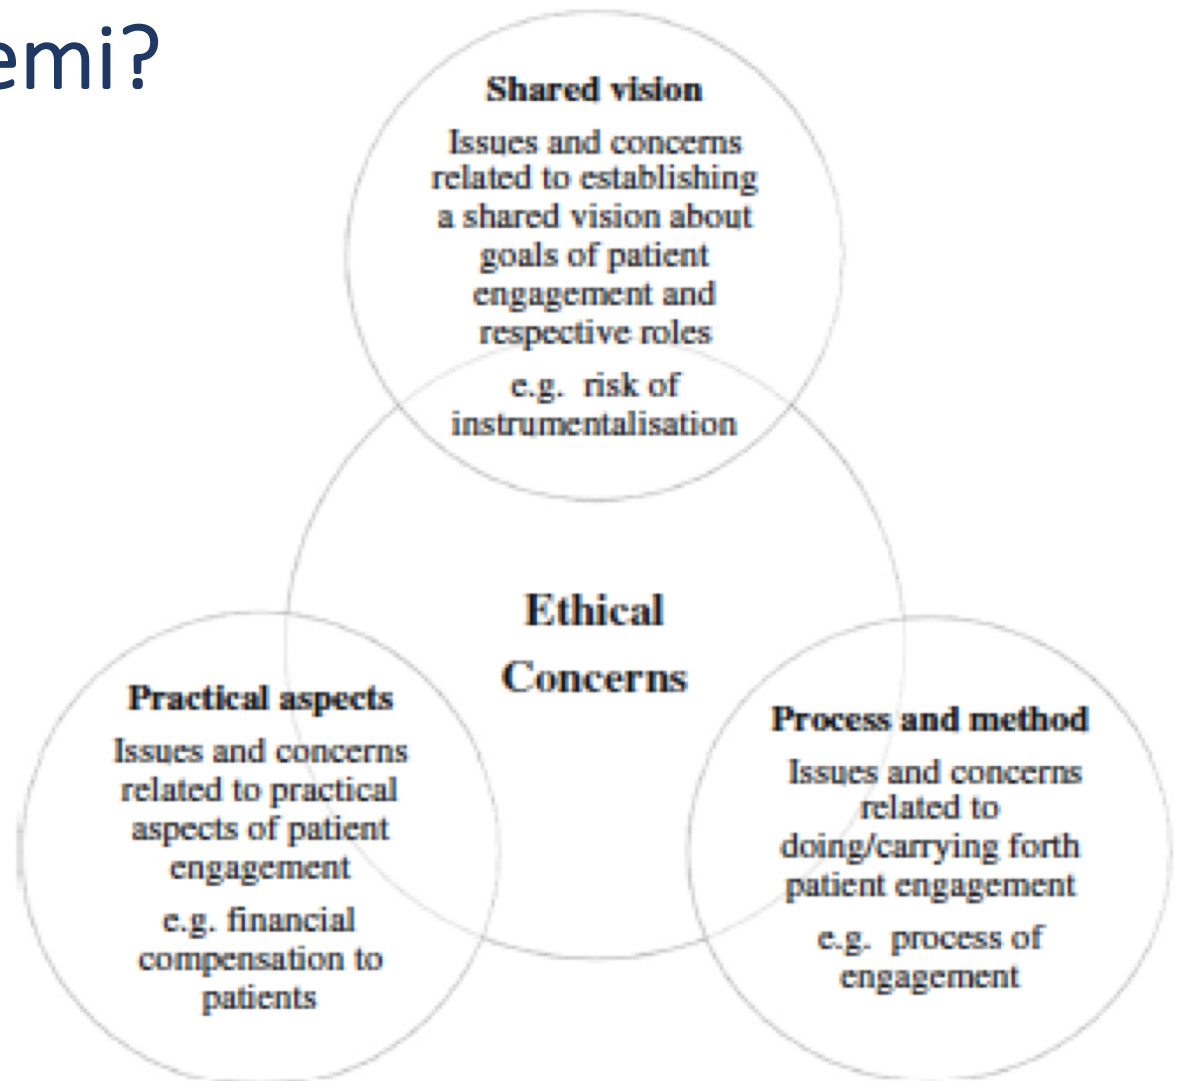 emi?
Shared vision
Issues and concerns
related to establishing
a shared vision about
goals of patient
engagement and
respective roles
e.g. risk of
instrumentalisation
Ethical
Concerns
Practical aspects
Issues and concerns
related to practical
aspects of patient
engagement
e.g. financial
compensation to
patients
Process and method
Issues and concerns
related to
doing/carrying forth
patient engagement
e.g. process of
engagement